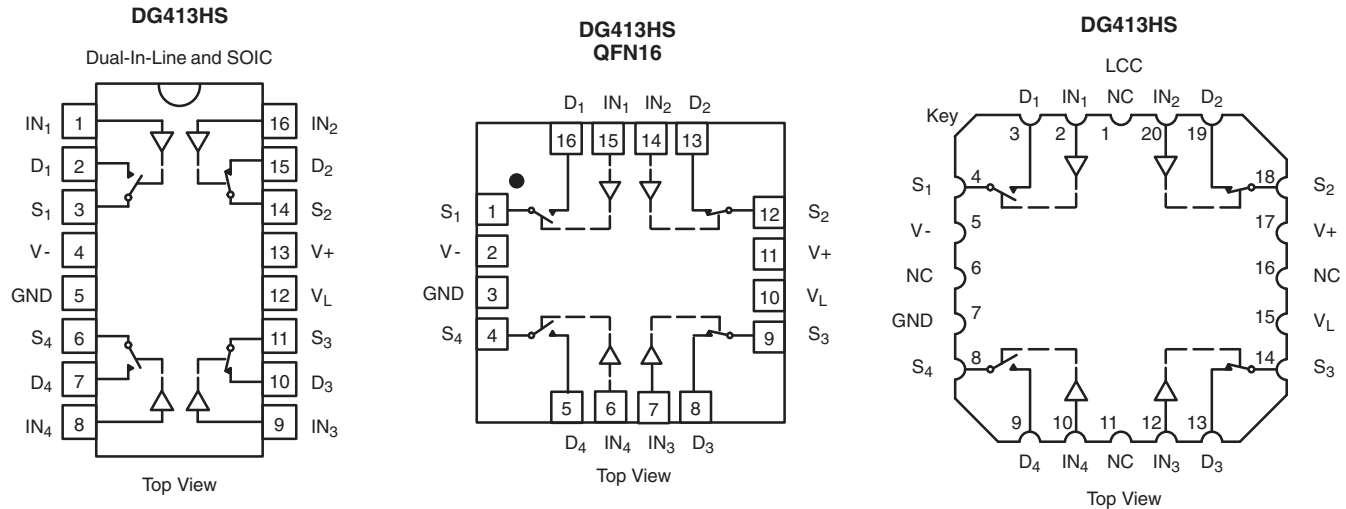 DG413HS
Dual-In-Line and SOIC
IN1 1 16 IN2
D1 2 15 D2
S1 3 14 S2
V- 4 13 V+
GND 5 12 VL
S4 6 11 S3
D4 7 10 D3
IN4 8 9 IN3
Top View
DG413HS
QFN16
D1 IN1 IN2 D2
16 15 14 13
S1 1 12 S2
V- 2 11 V+
GND 3 10 VL
S4 4 9 S3
5 6 7 8
D4 IN4 IN3 D3
Top View
DG413HS
LCC
D1 IN1 NC IN2 D2
Key
3 2 1 20 19
S1 4 18 S2
V- 5 17 V+
NC 6 16 NC
GND 7 15 VL
S4 8 14 S3
9 10 11 12 13
D4 IN4 NC IN3 D3
Top View